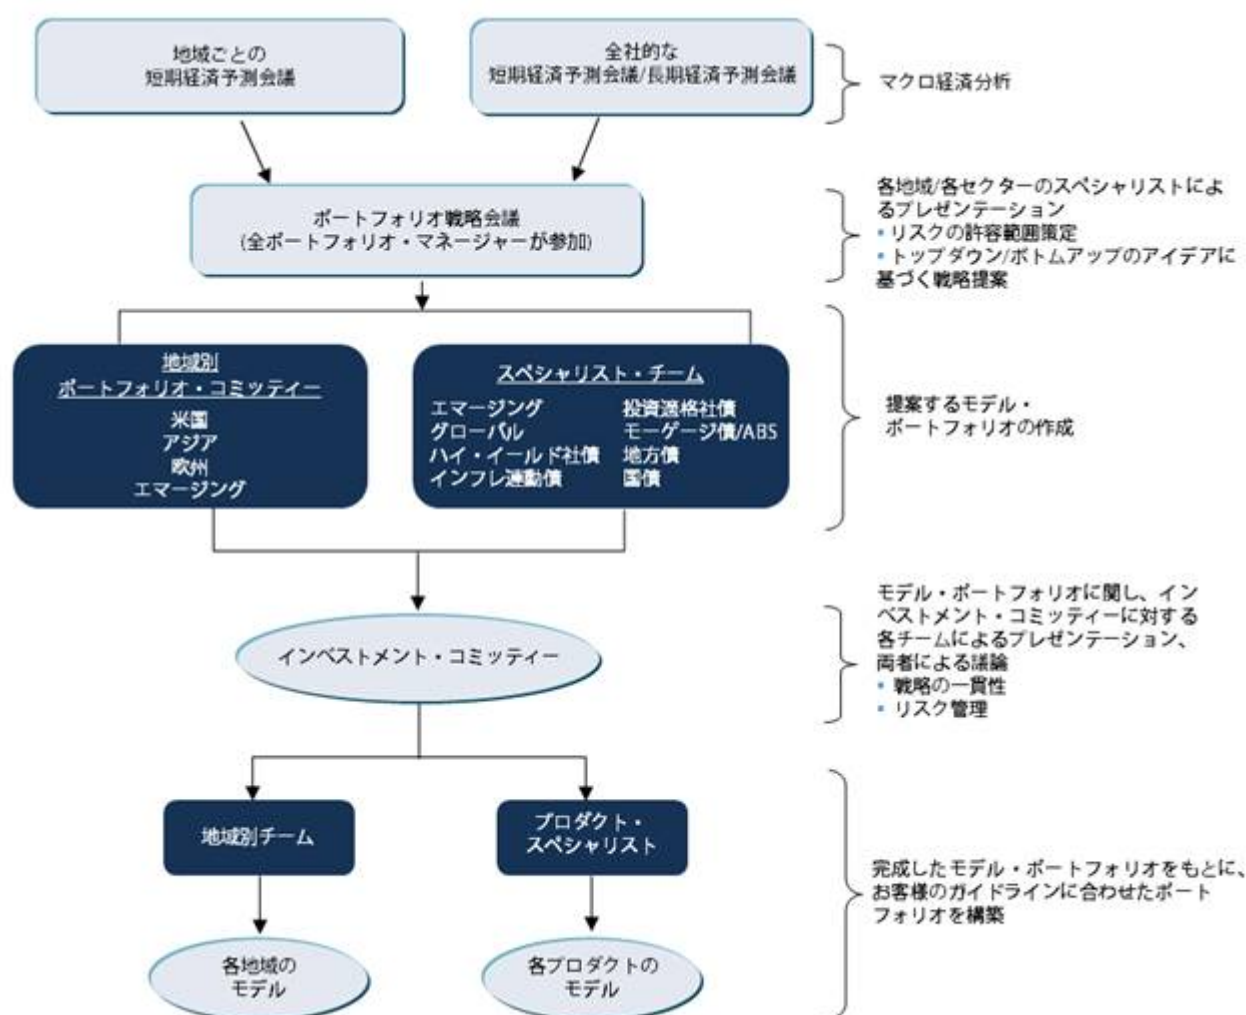 地域ごとの
短期経済予測会議
全社的な
短期経済予測会議/長期経済予測会議
マクロ経済分析
ポートフォリオ戦略会議
(全ポートフォリオ・マネージャーが参加)
各地域/各セクターのスペシャリストによ
るプレゼンテーション
▪ リスクの許容範囲策定
▪ トップダウン/ボトムアップのアイデアに
基づく戦略提案
地域別
ポートフォリオ・コミッティー
米国
アジア
欧州
エマージング
スペシャリスト・チーム
エマージング 投資適格社債
グローバル モーゲージ債/ABS
ハイ・イールド社債 地方債
インフレ連動債 国債
提案するモデル・
ポートフォリオの作成
インベストメント・コミッティー
モデル・ポートフォリオに関し、イン
ベストメント・コミッティーに対する
各チームによるプレゼンテーション、
両者による議論
▪ 戦略の一貫性
▪ リスク管理
地域別チーム
プロダクト・
スペシャリスト
完成したモデル・ポートフォリオをもとに、
お客様のガイドラインに合わせたポート
フォリオを構築
各地域の
モデル
各プロダクトの
モデル